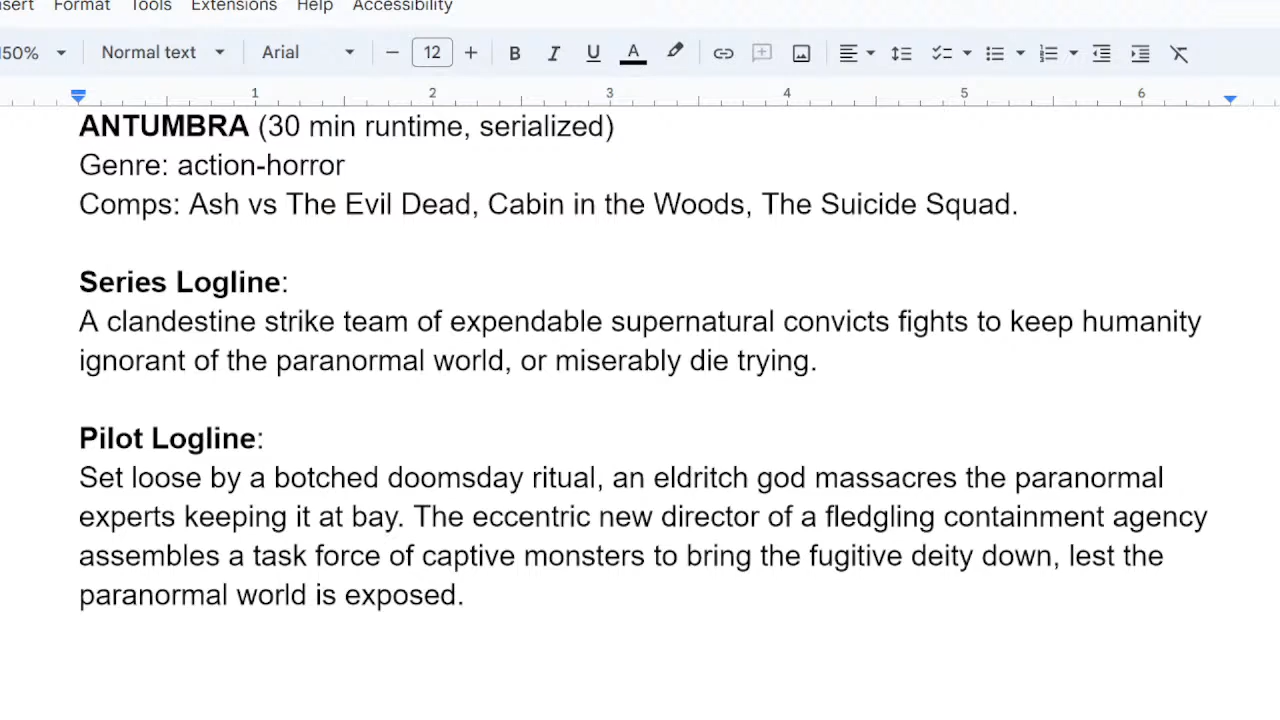 Format Tools Extensions Help Accessibility
Normal text Arial 12 B I U A
1 2 3 4 5 6
ANTUMBRA (30 min runtime, serialized)
Genre: action-horror
Comps: Ash vs The Evil Dead, Cabin in the Woods, The Suicide Squad.
Series Logline:
A clandestine strike team of expendable supernatural convicts fights to keep humanity
ignorant of the paranormal world, or miserably die trying.
Pilot Logline:
Set loose by a botched doomsday ritual, an eldritch god massacres the paranormal
experts keeping it at bay. The eccentric new director of a fledgling containment agency
assembles a task force of captive monsters to bring the fugitive deity down, lest the
paranormal world is exposed.